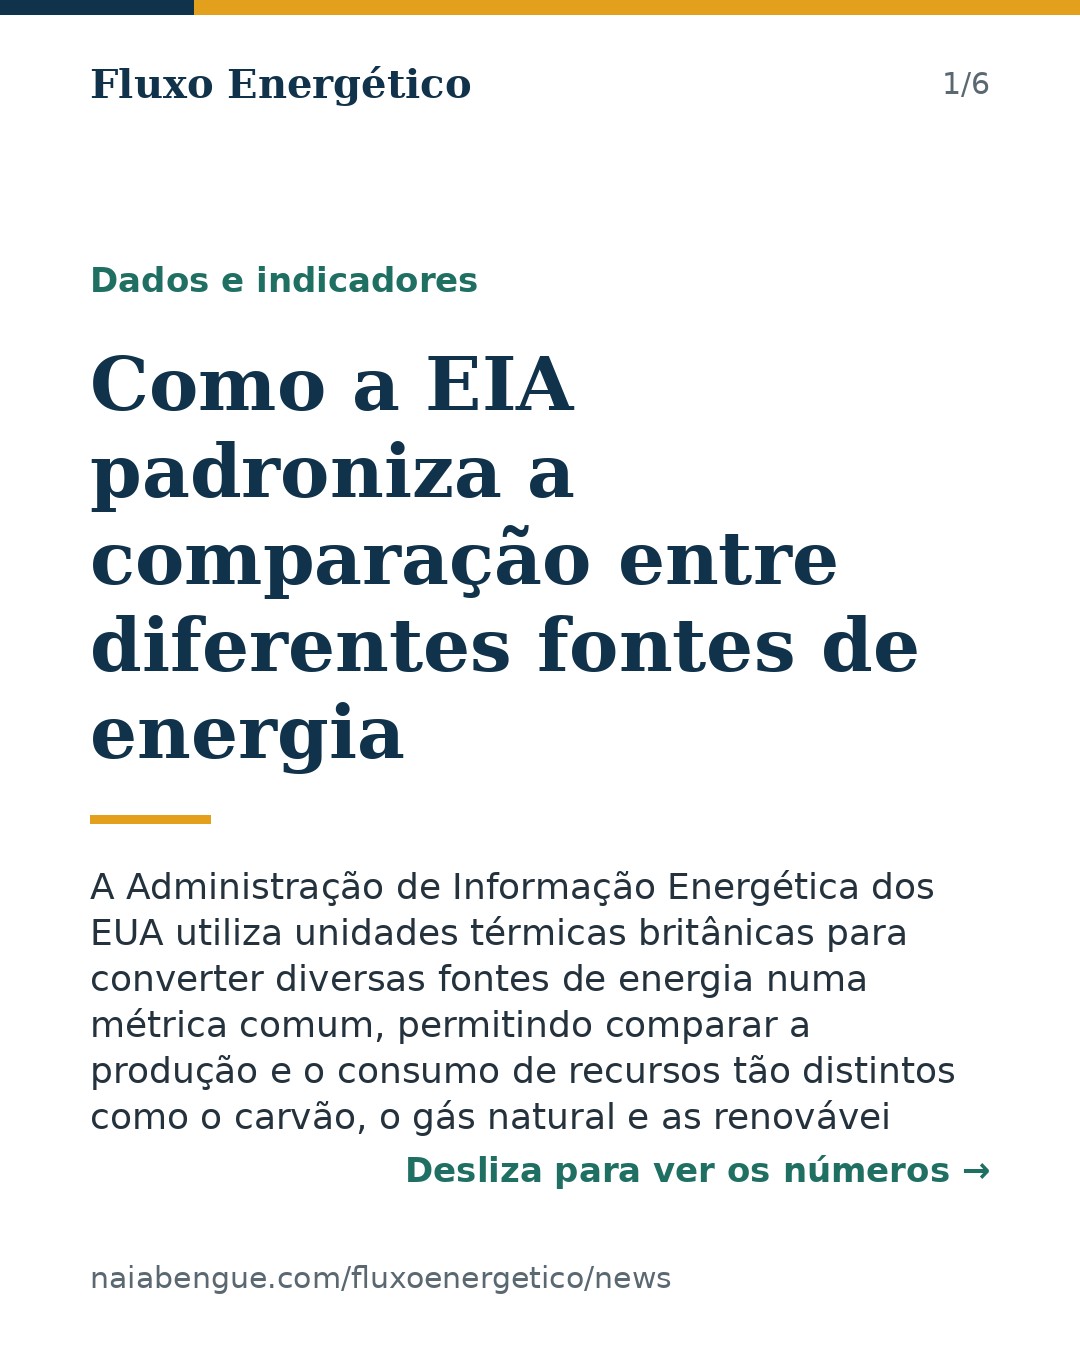 Fluxo Energético
1/6
Dados e indicadores
Como a EIA
padroniza a
comparação entre
diferentes fontes de
energia
A Administração de Informação Energética dos
EUA utiliza unidades térmicas britânicas para
converter diversas fontes de energia numa
métrica comum, permitindo comparar a
produção e o consumo de recursos tão distintos
como o carvão, o gás natural e as renovávei
Desliza para ver os números →
naiabengue.com/fluxoenergetico/news